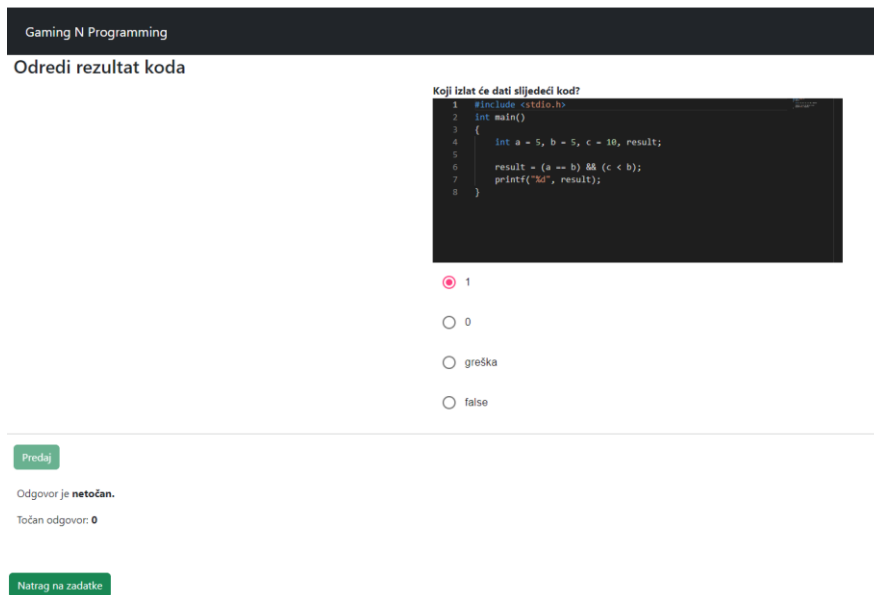 Gaming N Programming
Odredi rezultat koda
Koji izlat će dati slijedeći kod?
1 #include <stdio.h>
2 int main()
3 {
4 int a = 5, b = 5, c = 10, result;
5
6 result = (a == b) && (c < b);
7 printf("%d", result);
8 }
1
0
greška
false
Predaj
Odgovor je netočan.
Točan odgovor: 0
Natrag na zadatke